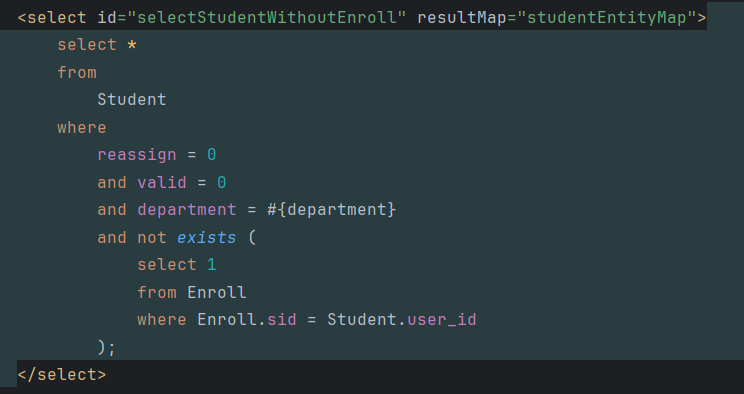 <select id="selectStudentWithoutEnroll" resultMap="studentEntityMap">
    select *
    from
        Student
    where
        reassign = 0
        and valid = 0
        and department = #{department}
        and not exists (
            select 1
            from Enroll
            where Enroll.sid = Student.user_id
        );
</select>